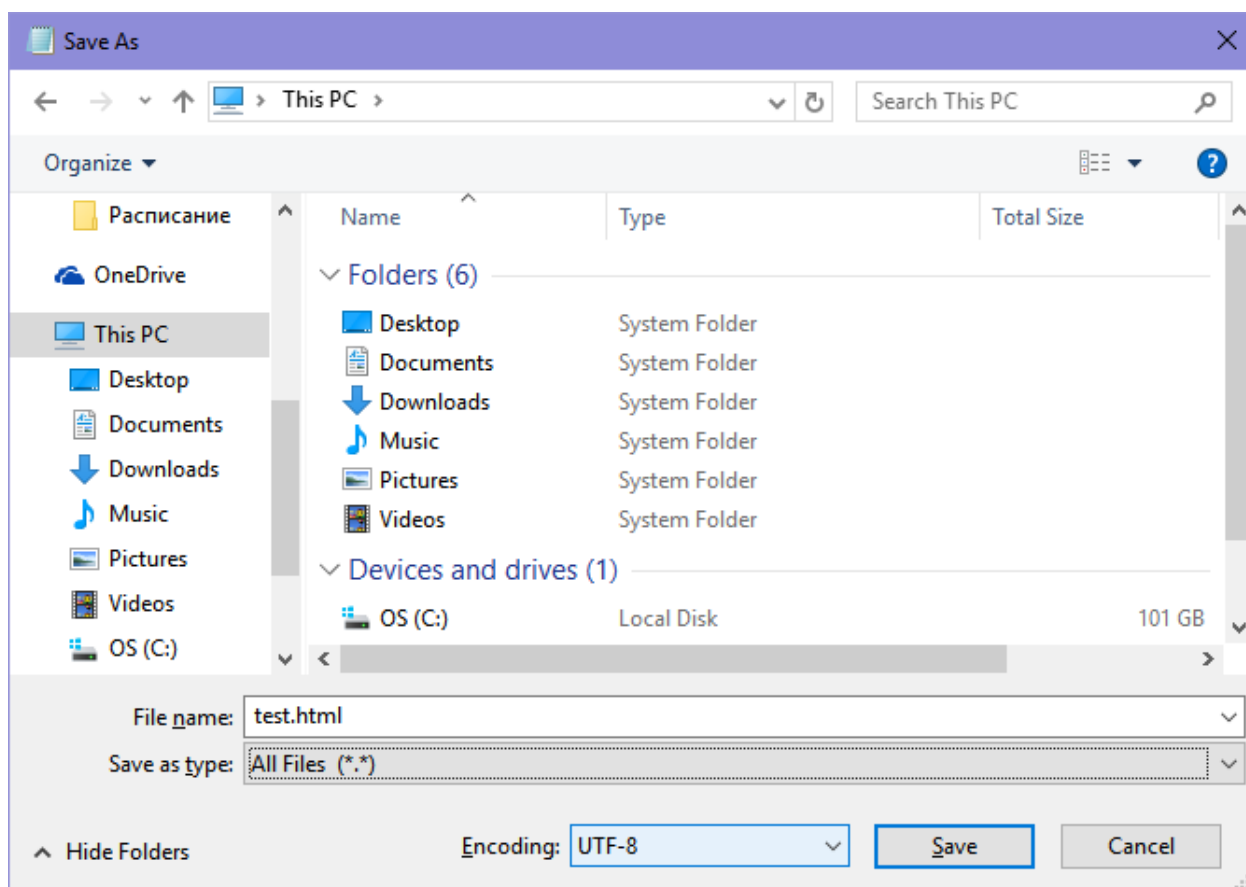 Save As
This PC
Search This PC
Organize
Расписание
OneDrive
This PC
Desktop
Documents
Downloads
Music
Pictures
Videos
OS (C:)
Name Type Total Size
Folders (6)
Desktop System Folder
Documents System Folder
Downloads System Folder
Music System Folder
Pictures System Folder
Videos System Folder
Devices and drives (1)
OS (C:) Local Disk 101 GB
File name: test.html
Save as type: All Files (*.*)
Hide Folders Encoding: UTF-8 Save Cancel